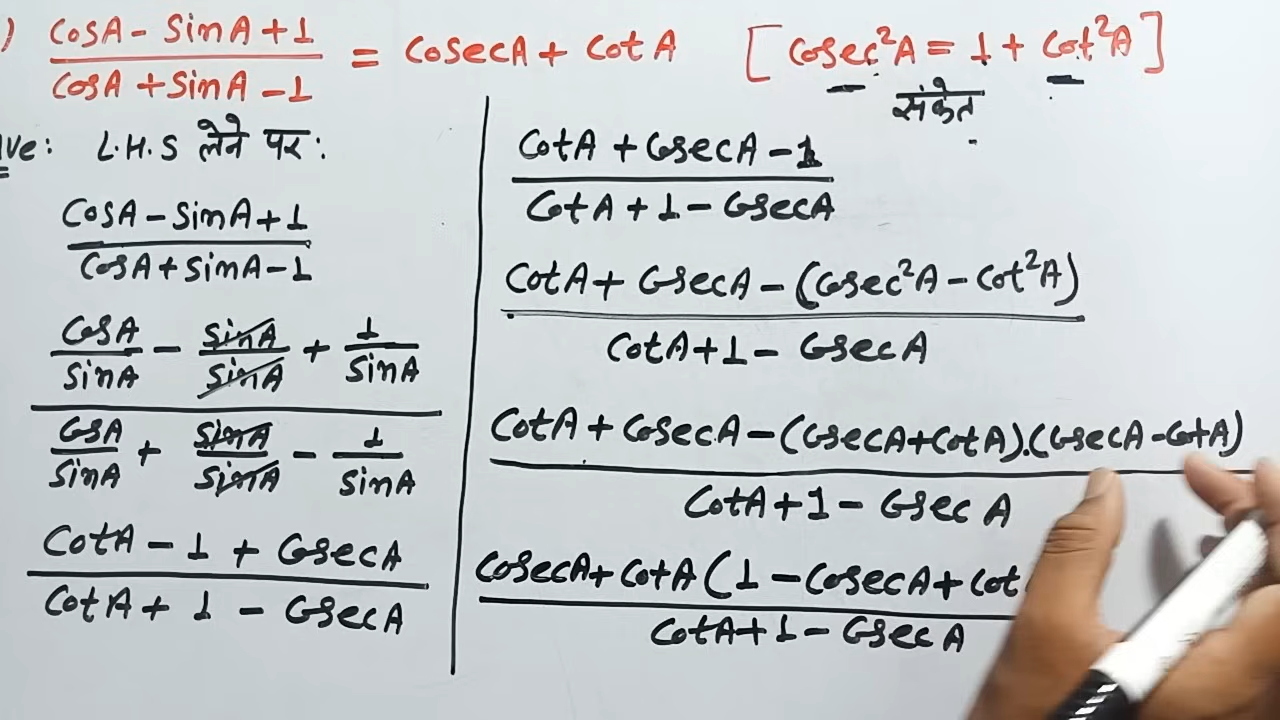 ) CosA - SinA + 1 / CosA + SinA - 1 = CosecA + CotA [Cosec²A = 1 + Cot²A]
संकेत
lve: L.H.S लेने पर:
CosA - SinA + 1 / CosA + SinA - 1
CosA/SinA - SinA/SinA + 1/SinA
CosA/SinA + SinA/SinA - 1/SinA
CotA - 1 + CosecA
CotA + 1 - CosecA
CotA + CosecA - 1
CotA + 1 - CosecA
CotA + CosecA - (Cosec²A - Cot²A)
CotA + 1 - CosecA
CotA + CosecA - (CosecA + CotA).(CosecA - CotA)
CotA + 1 - CosecA
CosecA + CotA (1 - CosecA + Cot
CotA + 1 - CosecA